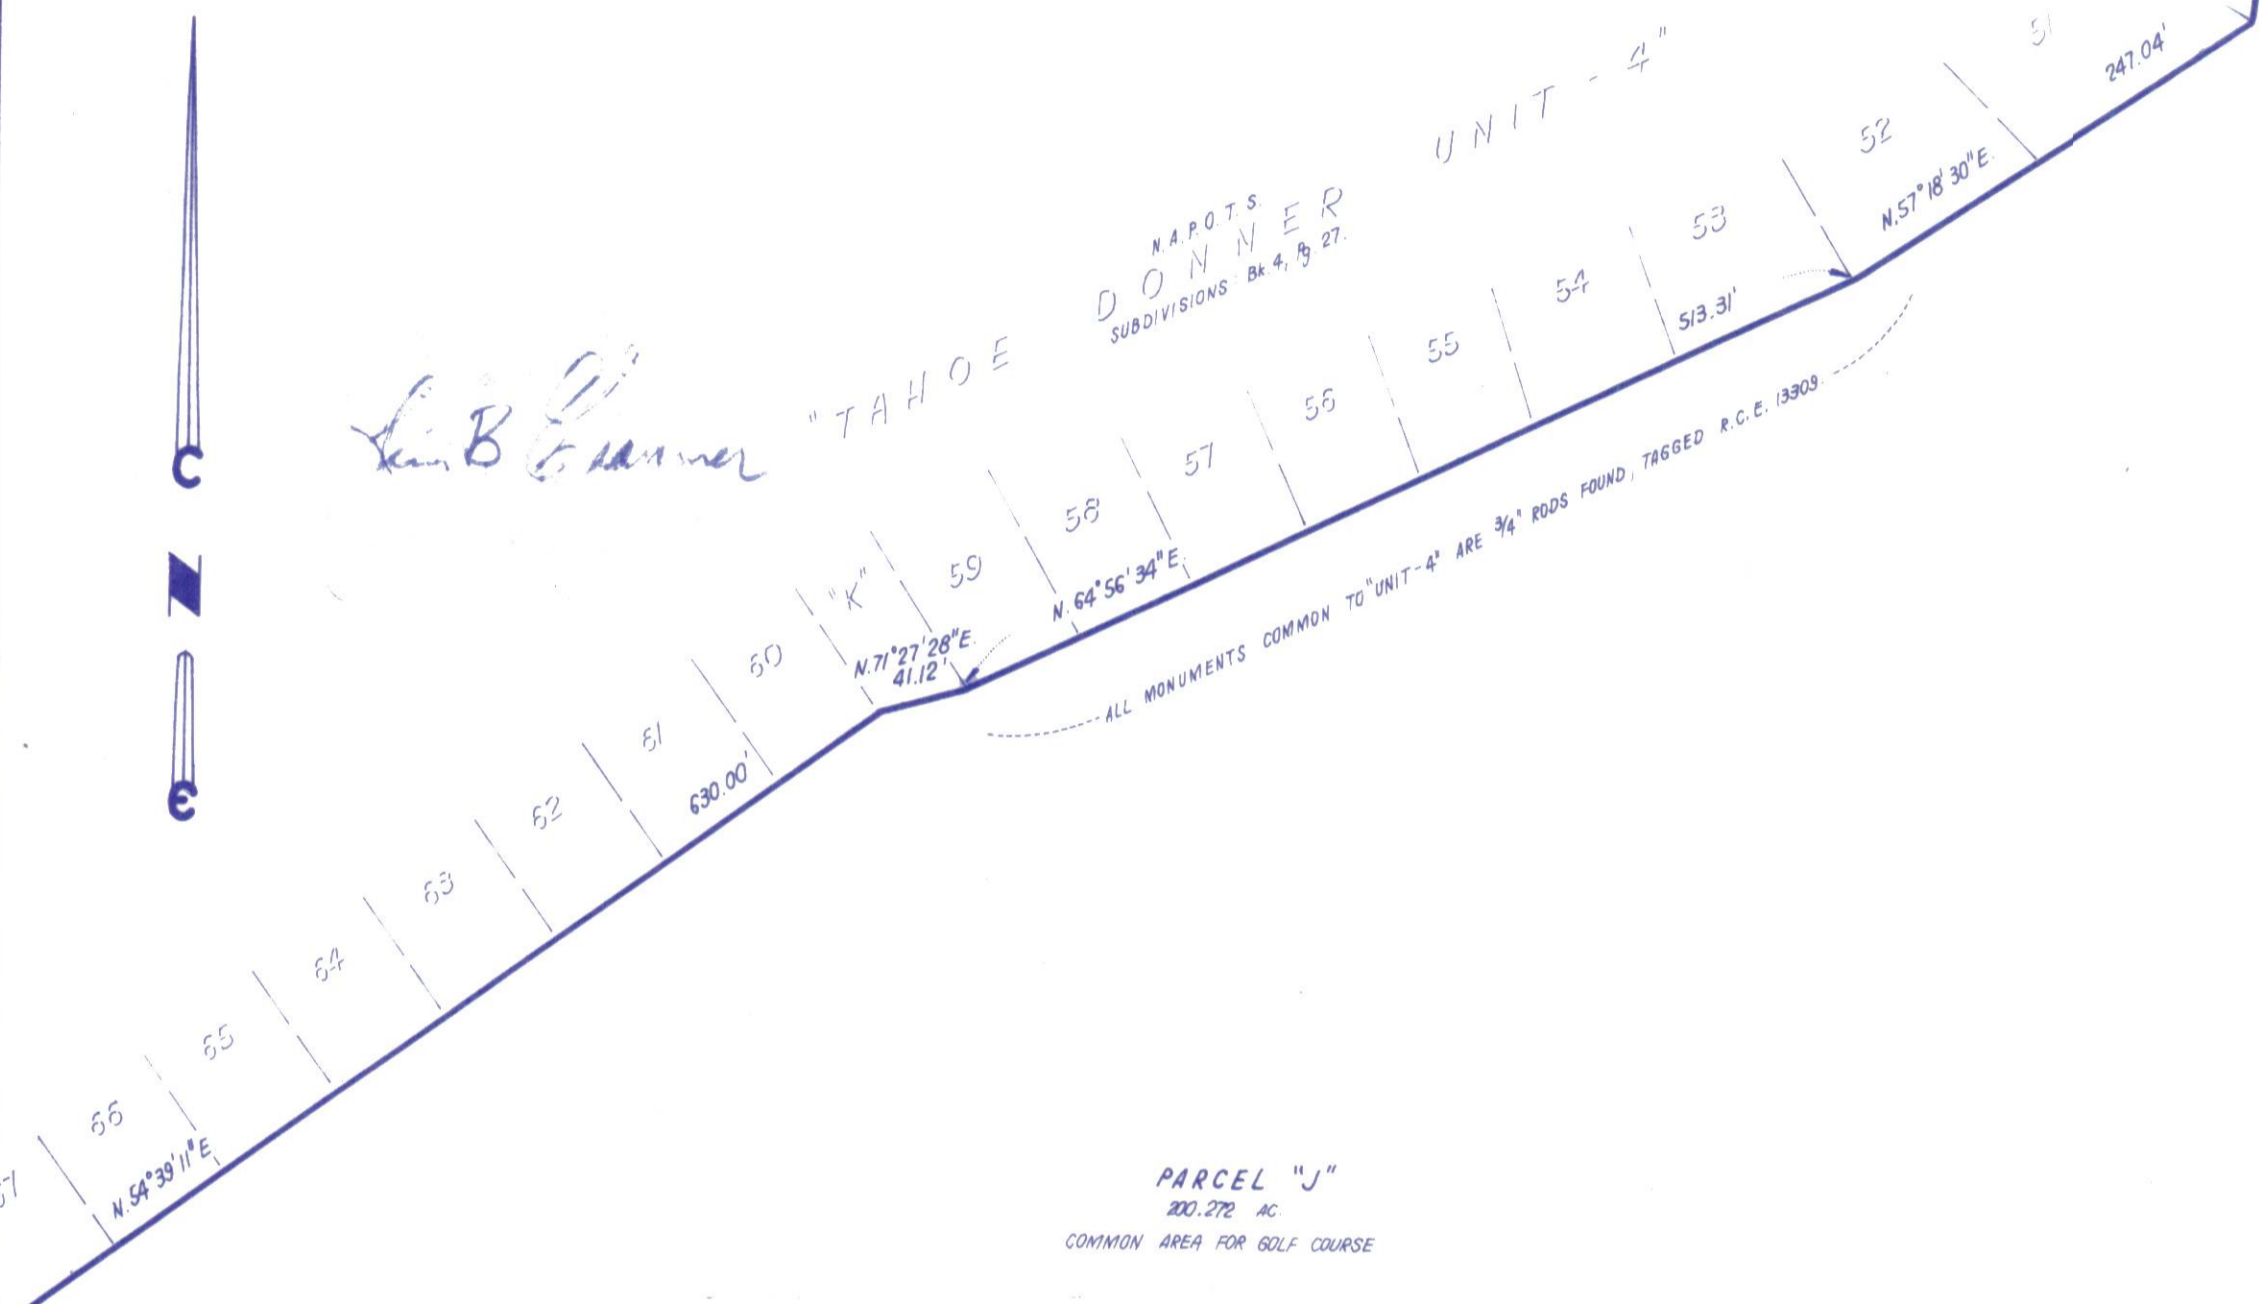 51
247.04'
UNIT - 4"
52
N.57°18'30"E.
N.A.P.O.T.S.
DONNER
SUBDIVISIONS Bk. 4, Pg. 27.
53
54
513.31'
55
"TAHOE
56
B
57
58
ALL MONUMENTS COMMON TO "UNIT-4" ARE 3/4" RODS FOUND, TAGGED R.C.E. 13309.
N. 64°56'34"E.
59
"K"
N.71°27'28"E.
41.12'
60
61
630.00'
62
63
64
65
66
N.54°39'11"E
67
N
PARCEL "J"
200.272 AC.
COMMON AREA FOR GOLF COURSE